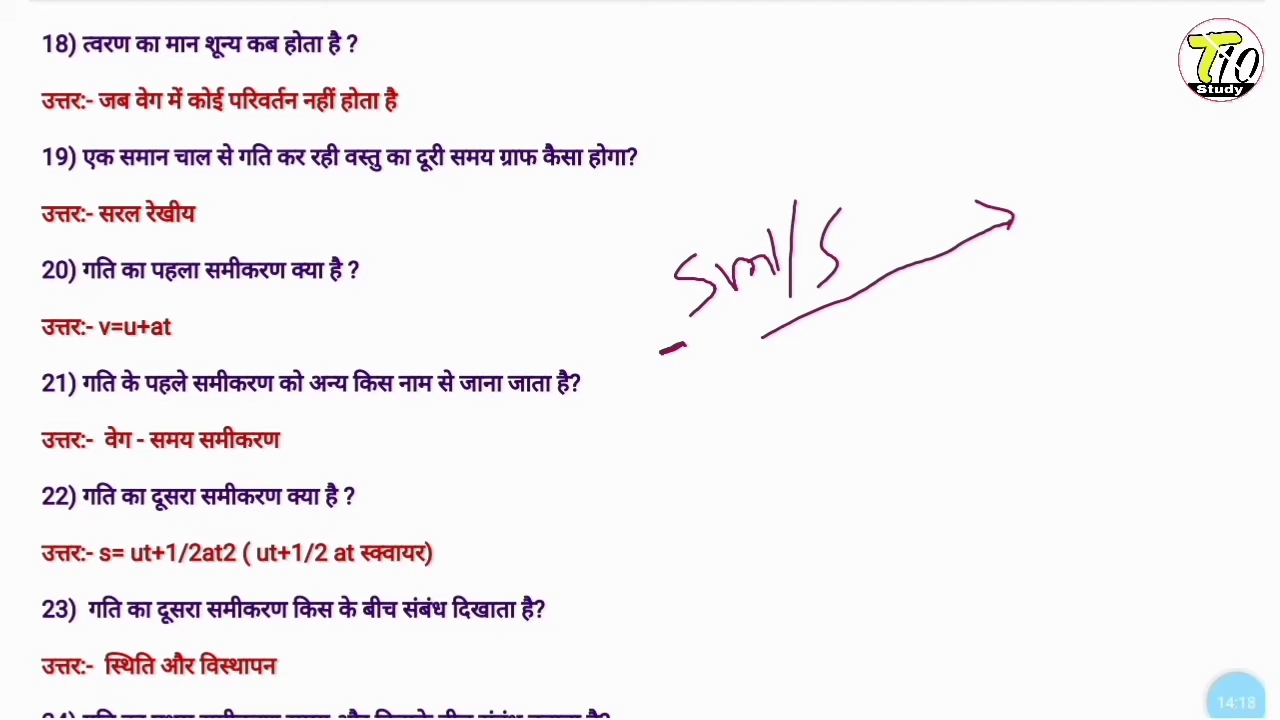 18) त्वरण का मान शून्य कब होता है ?
T10
Study
उत्तर:- जब वेग में कोई परिवर्तन नहीं होता है
19) एक समान चाल से गति कर रही वस्तु का दूरी समय ग्राफ कैसा होगा?
उत्तर:- सरल रेखीय
5m/s
20) गति का पहला समीकरण क्या है ?
उत्तर:- v=u+at
21) गति के पहले समीकरण को अन्य किस नाम से जाना जाता है?
उत्तर:- वेग - समय समीकरण
22) गति का दूसरा समीकरण क्या है ?
उत्तर:- s= ut+1/2at2 ( ut+1/2 at स्क्वायर)
23) गति का दूसरा समीकरण किस के बीच संबंध दिखाता है?
उत्तर:- स्थिति और विस्थापन
14:18